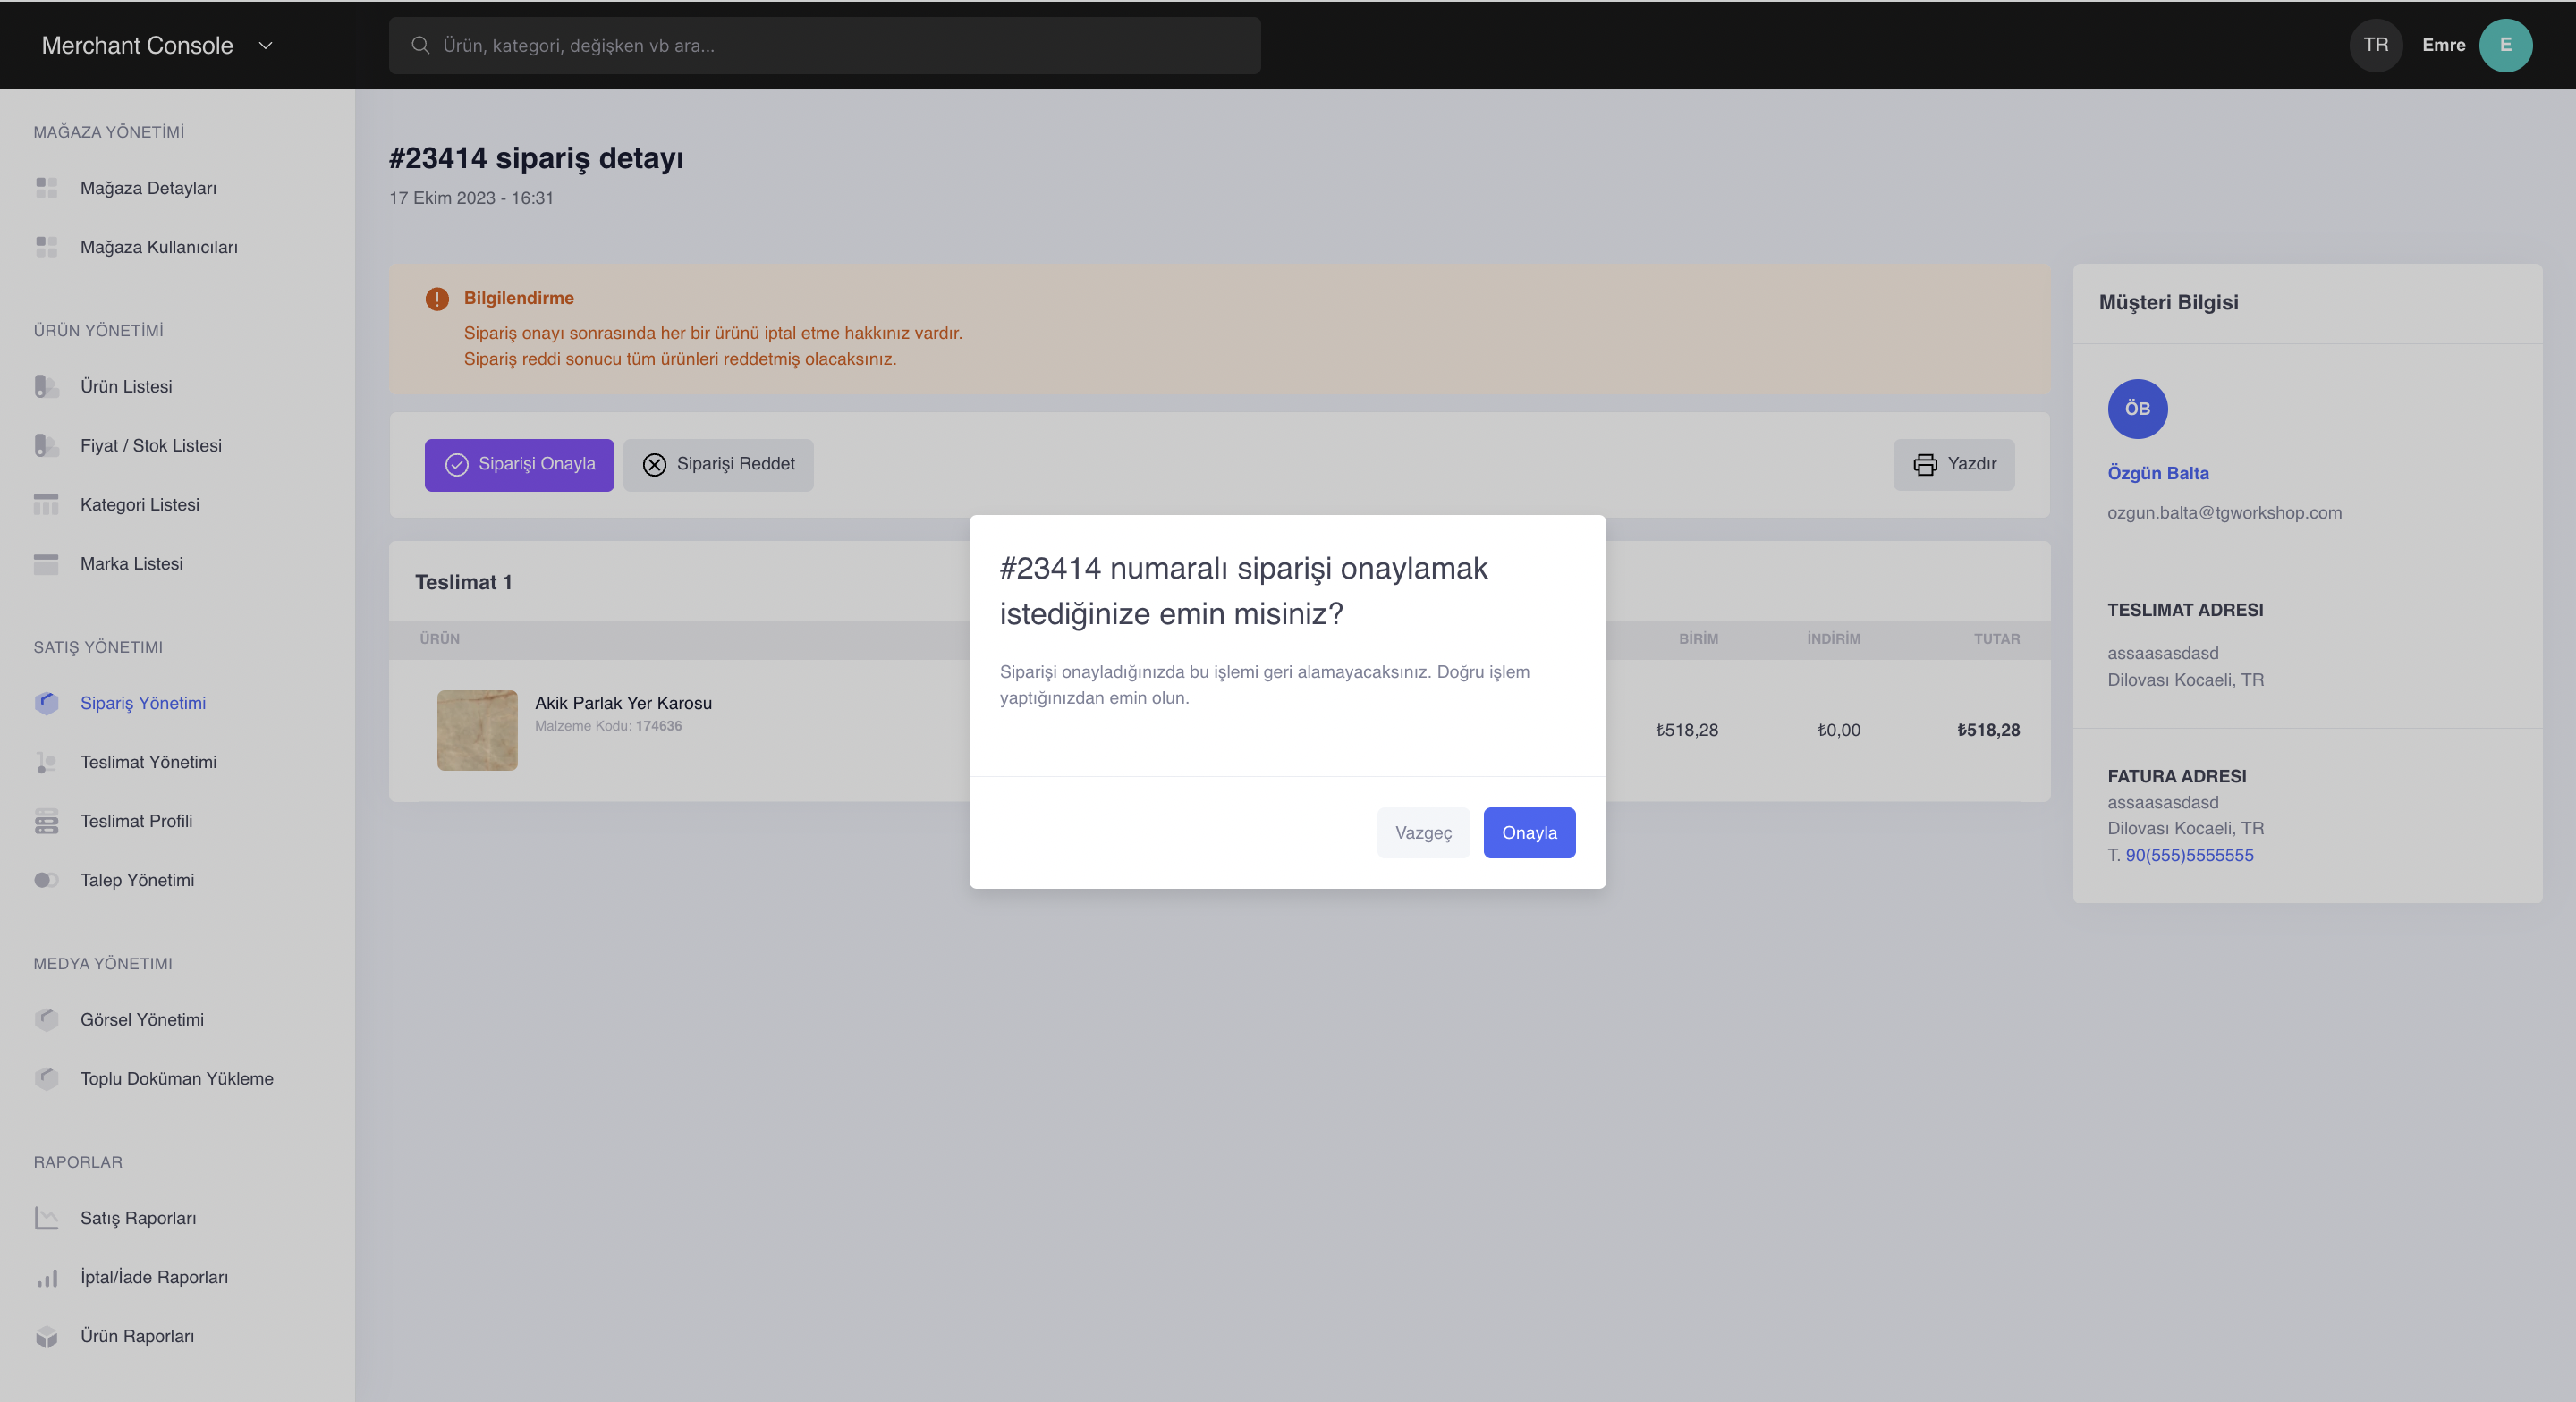 Merchant Console
Ürün, kategori, değişken vb ara...
TR
Emre
E
MAĞAZA YÖNETİMİ
Mağaza Detayları
Mağaza Kullanıcıları
ÜRÜN YÖNETİMİ
Ürün Listesi
Fiyat / Stok Listesi
Kategori Listesi
Marka Listesi
SATIŞ YÖNETIMI
Sipariş Yönetimi
Teslimat Yönetimi
Teslimat Profili
Talep Yönetimi
MEDYA YÖNETIMI
Görsel Yönetimi
Toplu Doküman Yükleme
RAPORLAR
Satış Raporları
İptal/İade Raporları
Ürün Raporları
#23414 sipariş detayı
17 Ekim 2023 - 16:31
Bilgilendirme
Sipariş onayı sonrasında her bir ürünü iptal etme hakkınız vardır.
Sipariş reddi sonucu tüm ürünleri reddetmiş olacaksınız.
Siparişi Onayla
Siparişi Reddet
Yazdır
Teslimat 1
ÜRÜN
BİRİM
İNDİRİM
TUTAR
Akik Parlak Yer Karosu
Malzeme Kodu: 174636
₺518,28
₺0,00
₺518,28
#23414 numaralı siparişi onaylamak
istediğinize emin misiniz?
Siparişi onayladığınızda bu işlemi geri alamayacaksınız. Doğru işlem
yaptığınızdan emin olun.
Vazgeç
Onayla
Müşteri Bilgisi
ÖB
Özgün Balta
ozgun.balta@tgworkshop.com
TESLIMAT ADRESI
assaasasdasd
Dilovası Kocaeli, TR
FATURA ADRESI
assaasasdasd
Dilovası Kocaeli, TR
T. 90(555)5555555